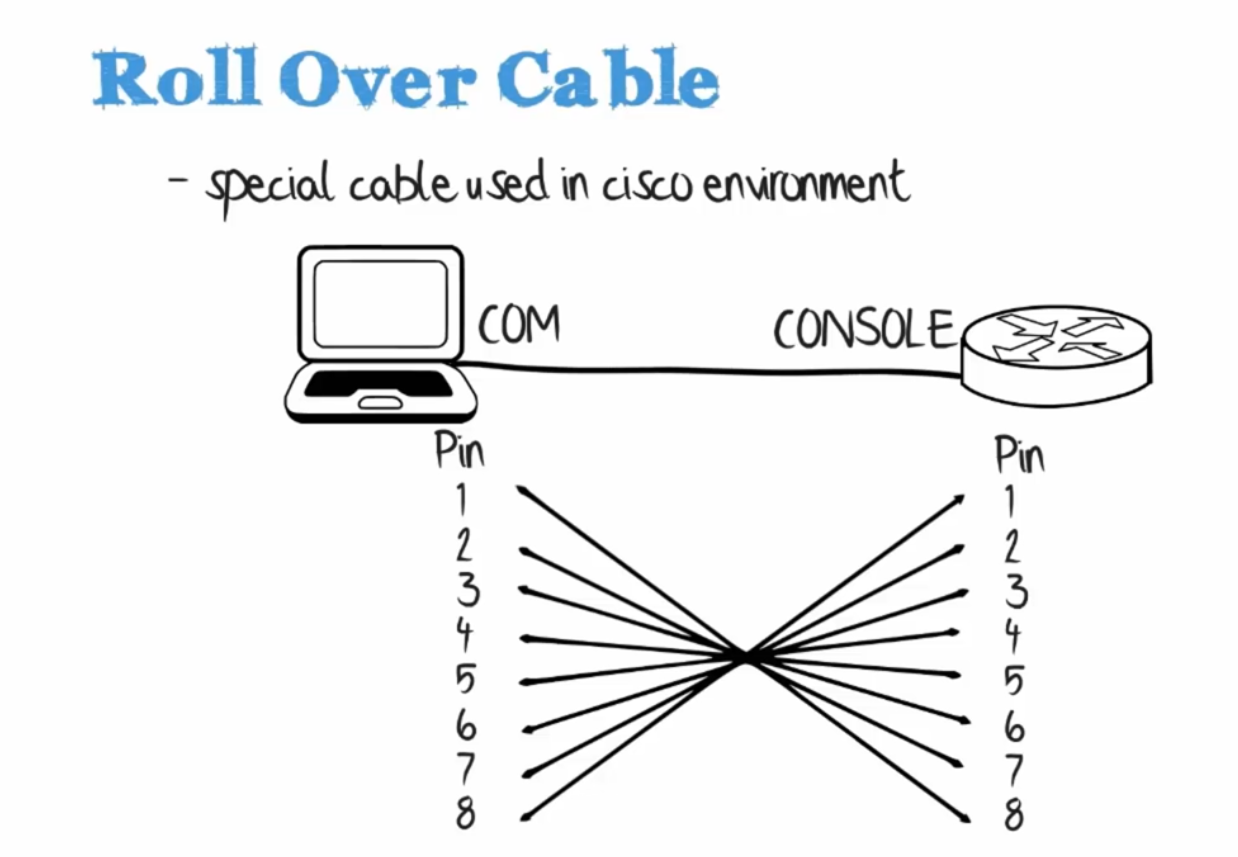 Roll Over Cable
- special cable used in cisco environment
COM CONSOLE
Pin Pin
1 1
2 2
3 3
4 4
5 5
6 6
7 7
8 8